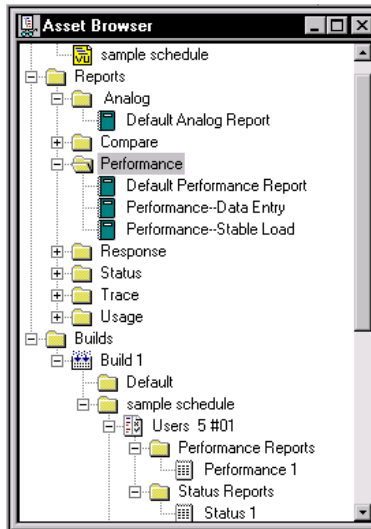 Asset Browser
sample schedule
Reports
Analog
Default Analog Report
Compare
Performance
Default Performance Report
Performance--Data Entry
Performance--Stable Load
Response
Status
Trace
Usage
Builds
Build 1
Default
sample schedule
Users 5 #01
Performance Reports
Performance 1
Status Reports
Status 1